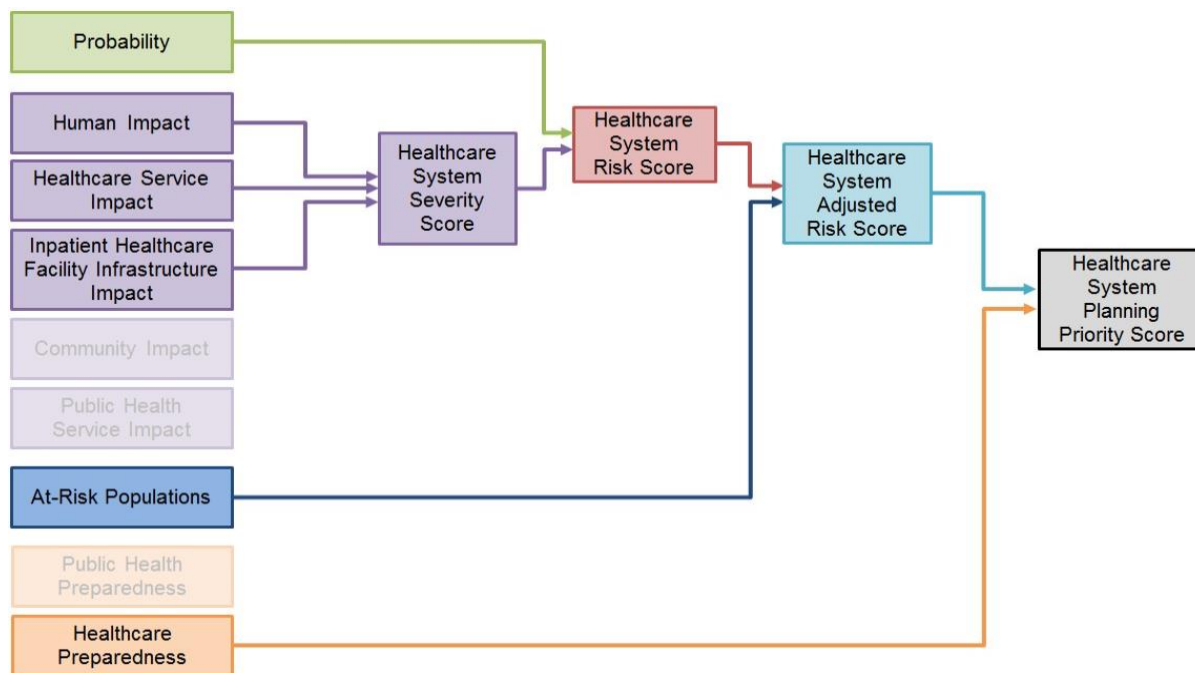 Probability
Human Impact
Healthcare Service
Impact
Inpatient Healthcare
Facility Infrastructure
Impact
Community Impact
Public Health
Service Impact
At-Risk Populations
Public Health
Preparedness
Healthcare
Preparedness
Healthcare
System
Severity
Score
Healthcare
System
Risk Score
Healthcare
System
Adjusted
Risk Score
Healthcare
System
Planning
Priority Score